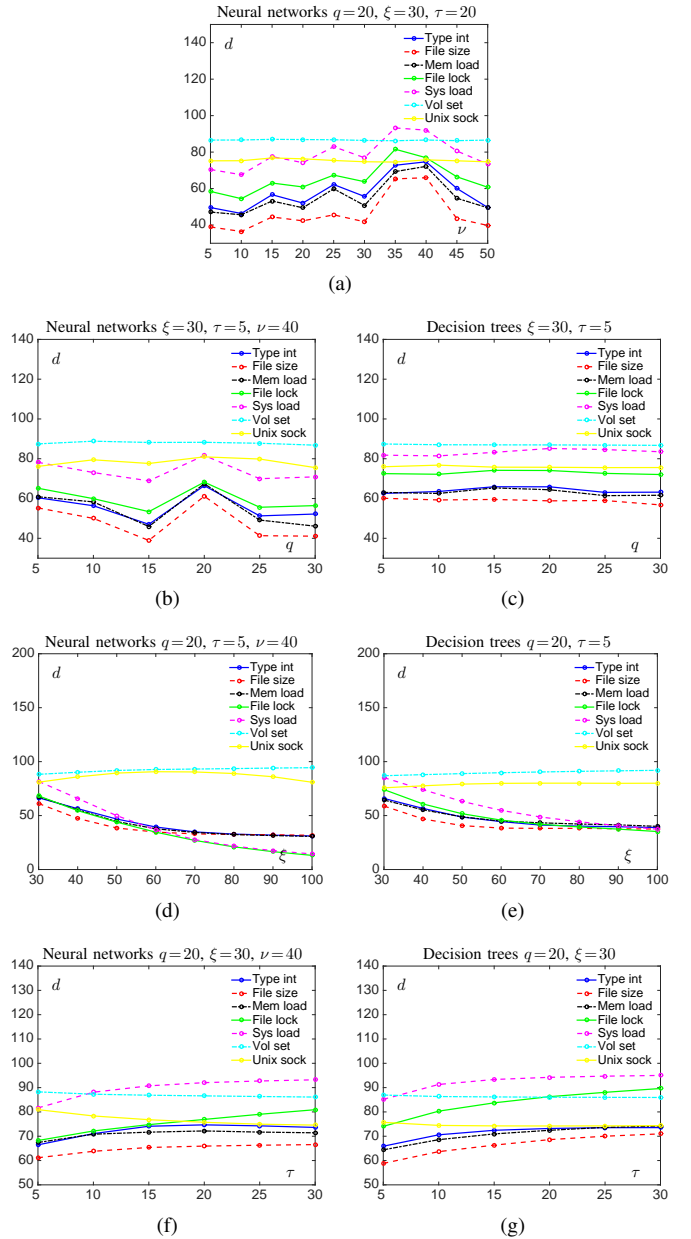 Neural networks q=20, ξ=30, τ=20
140
120
100
80
60
40
d
Type int
File size
Mem load
File lock
Sys load
Vol set
Unix sock
ν
5 10 15 20 25 30 35 40 45 50
(a)
Neural networks ξ=30, τ=5, ν=40
140
120
100
80
60
40
d
Type int
File size
Mem load
File lock
Sys load
Vol set
Unix sock
q
5 10 15 20 25 30
(b)
Decision trees ξ=30, τ=5
140
120
100
80
60
40
d
Type int
File size
Mem load
File lock
Sys load
Vol set
Unix sock
q
5 10 15 20 25 30
(c)
Neural networks q=20, τ=5, ν=40
200
150
100
50
0
d
Type int
File size
Mem load
File lock
Sys load
Vol set
Unix sock
ξ
30 40 50 60 70 80 90 100
(d)
Decision trees q=20, τ=5
200
150
100
50
0
d
Type int
File size
Mem load
File lock
Sys load
Vol set
Unix sock
ξ
30 40 50 60 70 80 90 100
(e)
Neural networks q=20, ξ=30, ν=40
140
130
120
110
100
90
80
70
60
50
d
Type int
File size
Mem load
File lock
Sys load
Vol set
Unix sock
τ
5 10 15 20 25 30
(f)
Decision trees q=20, ξ=30
140
130
120
110
100
90
80
70
60
50
d
Type int
File size
Mem load
File lock
Sys load
Vol set
Unix sock
τ
5 10 15 20 25 30
(g)